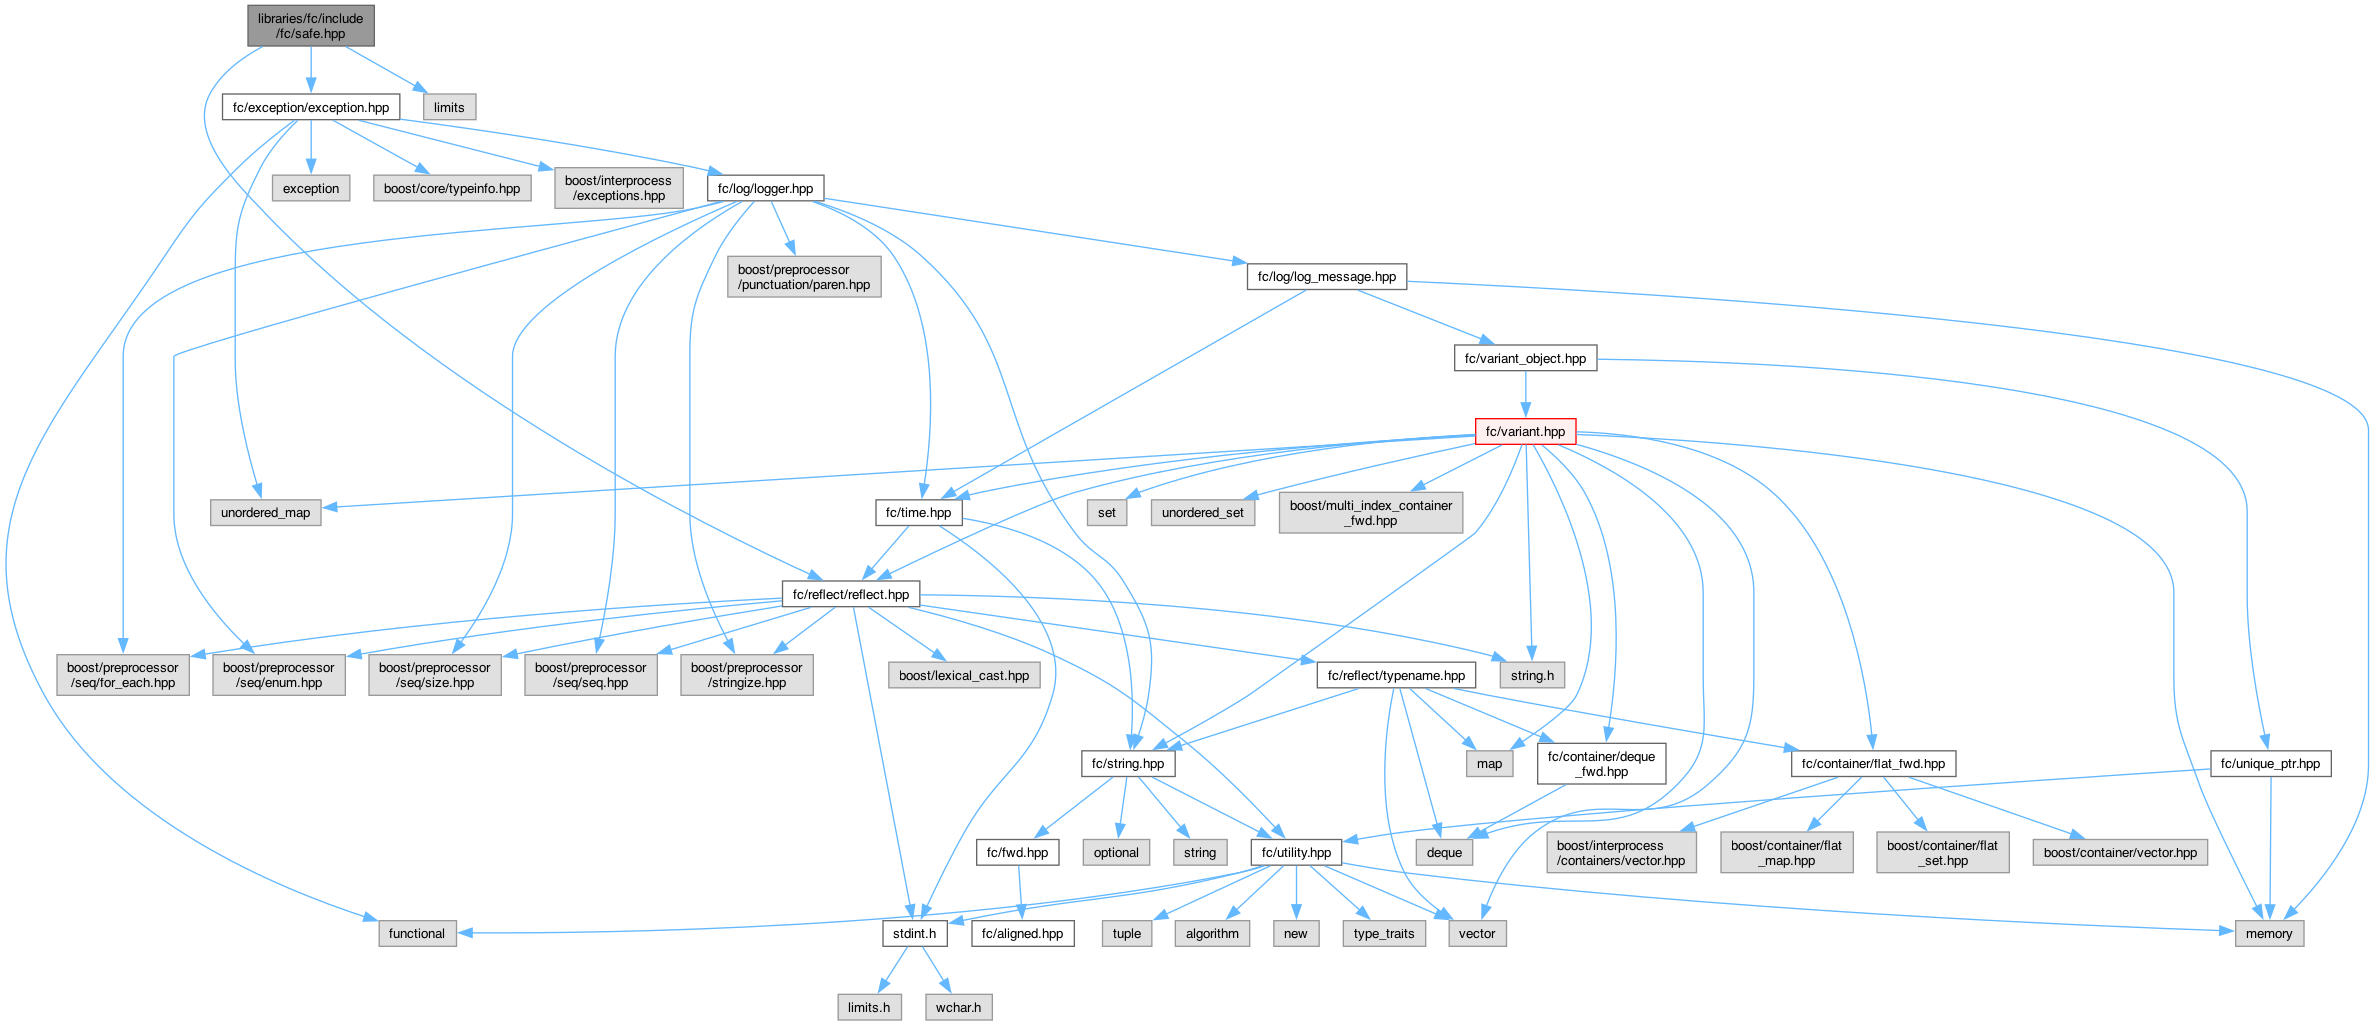 libraries/fc/include
/fc/safe.hpp
fc/exception/exception.hpp
limits
exception
boost/core/typeinfo.hpp
boost/interprocess
/exceptions.hpp
fc/log/logger.hpp
boost/preprocessor
/punctuation/paren.hpp
fc/log/log_message.hpp
fc/variant_object.hpp
fc/variant.hpp
unordered_map
fc/time.hpp
set
unordered_set
boost/multi_index_container
_fwd.hpp
fc/reflect/reflect.hpp
boost/preprocessor
/seq/for_each.hpp
boost/preprocessor
/seq/enum.hpp
boost/preprocessor
/seq/size.hpp
boost/preprocessor
/seq/seq.hpp
boost/preprocessor
/stringize.hpp
boost/lexical_cast.hpp
fc/reflect/typename.hpp
string.h
fc/string.hpp
map
fc/container/deque
_fwd.hpp
fc/container/flat_fwd.hpp
fc/unique_ptr.hpp
fc/fwd.hpp
optional
string
fc/utility.hpp
deque
boost/interprocess
/containers/vector.hpp
boost/container/flat
_map.hpp
boost/container/flat
_set.hpp
boost/container/vector.hpp
functional
stdint.h
fc/aligned.hpp
tuple
algorithm
new
type_traits
vector
memory
limits.h
wchar.h